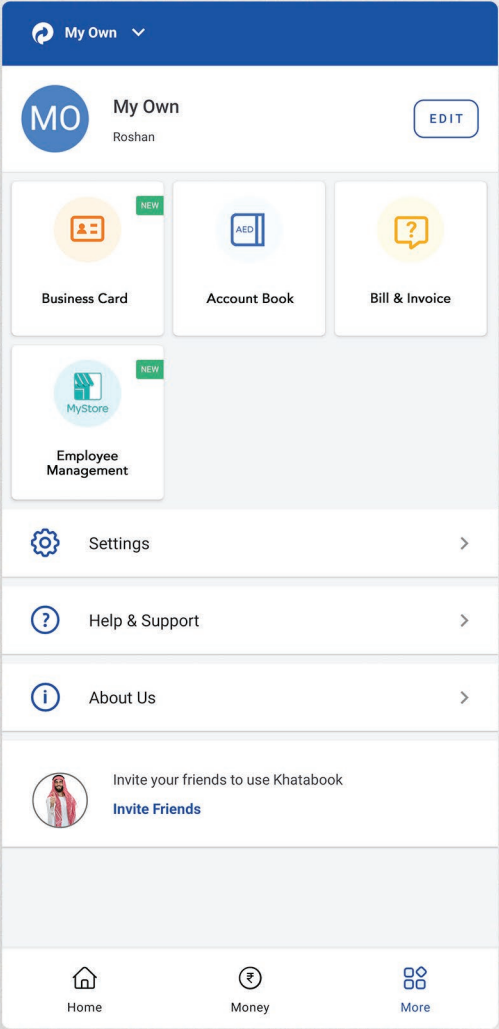 My Own
MO
My Own
Roshan
EDIT
NEW
Business Card
AED
Account Book
?
Bill & Invoice
NEW
MyStore
Employee
Management
Settings
?
Help & Support
i
About Us
Invite your friends to use Khatabook
Invite Friends
₹
Home
Money
More